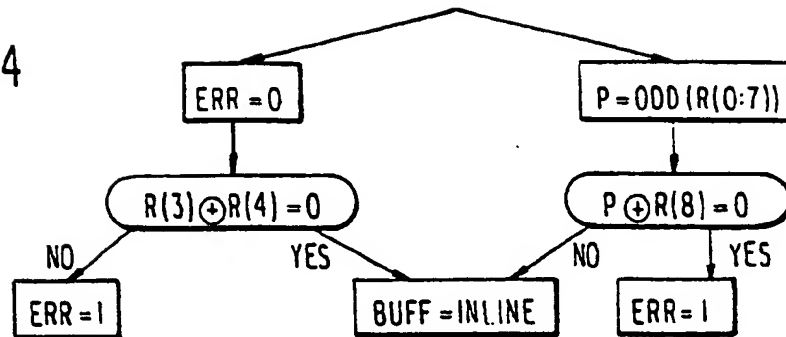 4
ERR=0
P=ODD(R(0:7))
R(3)⊕R(4)=0
P⊕R(8)=0
NO
YES
NO
YES
ERR=1
BUFF=INLINE
ERR=1